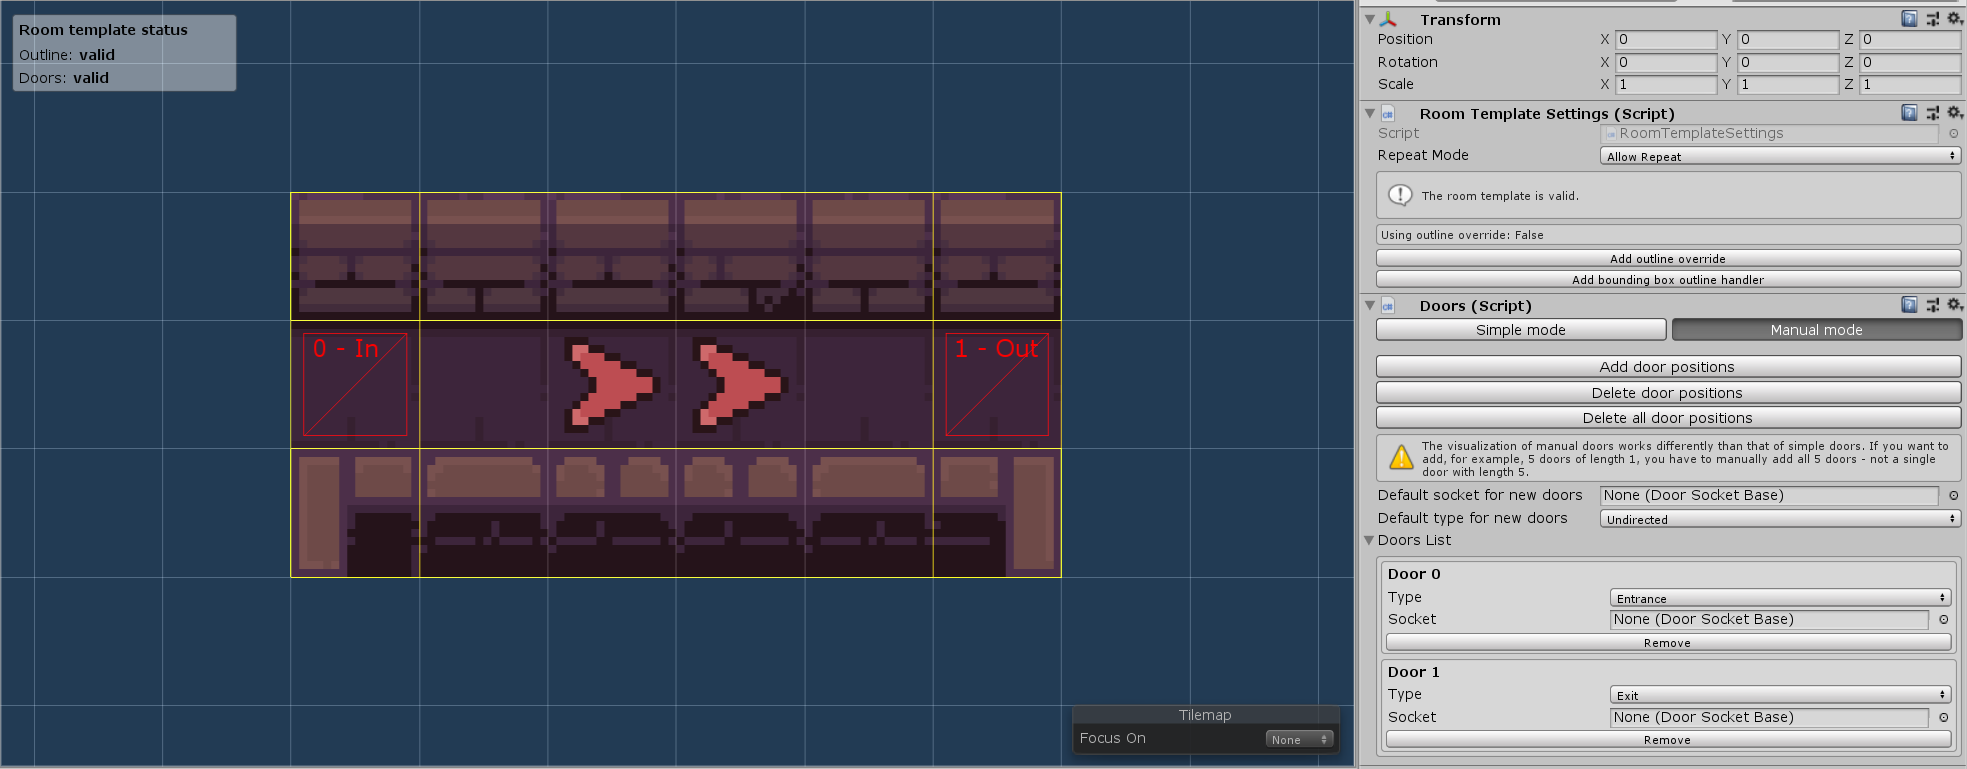 Room template status
Outline: valid
Doors: valid
0 - In
1 - Out
Tilemap
Focus On None
Transform
Position X 0 Y 0 Z 0
Rotation X 0 Y 0 Z 0
Scale X 1 Y 1 Z 1
Room Template Settings (Script)
Script RoomTemplateSettings
Repeat Mode Allow Repeat
The room template is valid.
Using outline override: False
Add outline override
Add bounding box outline handler
Doors (Script)
Simple mode Manual mode
Add door positions
Delete door positions
Delete all door positions
The visualization of manual doors works differently than that of simple doors. If you want to
add, for example, 5 doors of length 1, you have to manually add all 5 doors - not a single
door with length 5.
Default socket for new doors None (Door Socket Base)
Default type for new doors Undirected
Doors List
Door 0
Type Entrance
Socket None (Door Socket Base)
Remove
Door 1
Type Exit
Socket None (Door Socket Base)
Remove